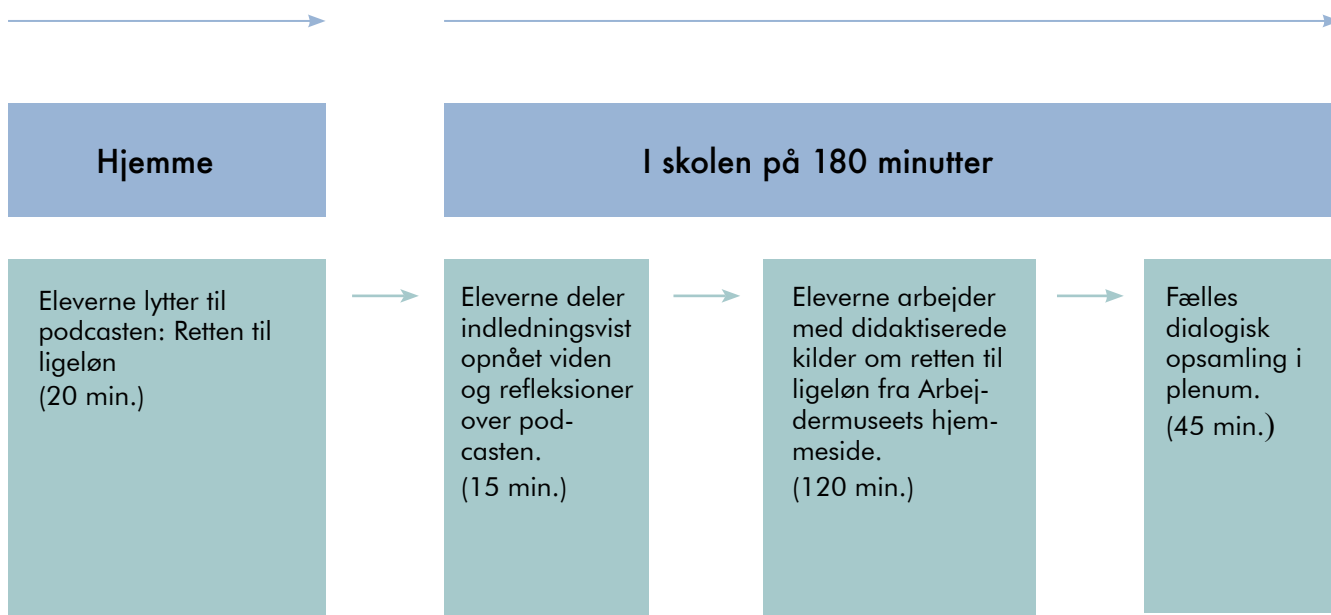 Hjemme
I skolen på 180 minutter
Eleverne lytter til
podcasten: Retten til
ligeløn
(20 min.)
Eleverne deler
indledningsvist
opnået viden
og refleksioner
over pod-
casten.
(15 min.)
Eleverne arbejder
med didaktiserede
kilder om retten til
ligeløn fra Arbej-
dermuseets hjem-
meside.
(120 min.)
Fælles
dialogisk
opsamling i
plenum.
(45 min.)